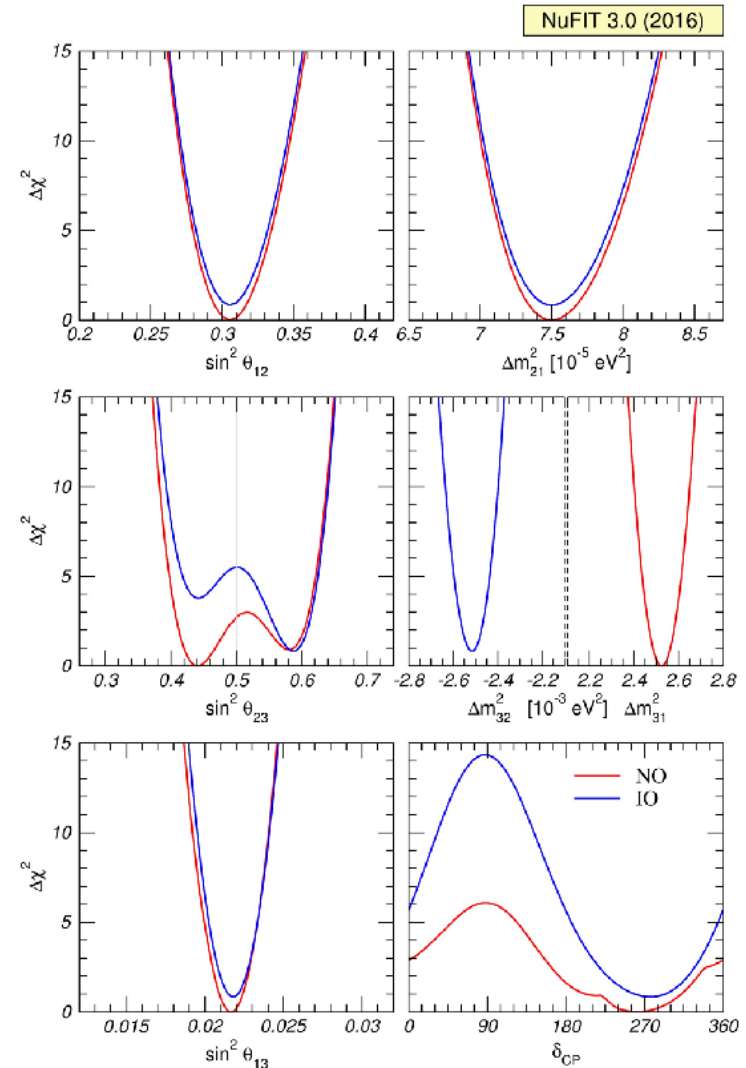 NuFIT 3.0 (2016)
15
10
5
0
Δχ²
0.2 0.25 0.3 0.35 0.4
sin² θ₁₂
6.5 7 7.5 8 8.5
Δm²₂₁ [10⁻⁵ eV²]
15
10
5
0
Δχ²
0.3 0.4 0.5 0.6 0.7
sin² θ₂₃
-2.8 -2.6 -2.4 -2.2 2.2 2.4 2.6 2.8
Δm²₃₂ [10⁻³ eV²] Δm²₃₁
15
10
5
0
Δχ²
0.015 0.02 0.025 0.03
sin² θ₁₃
NO
IO
0 90 180 270 360
δCP